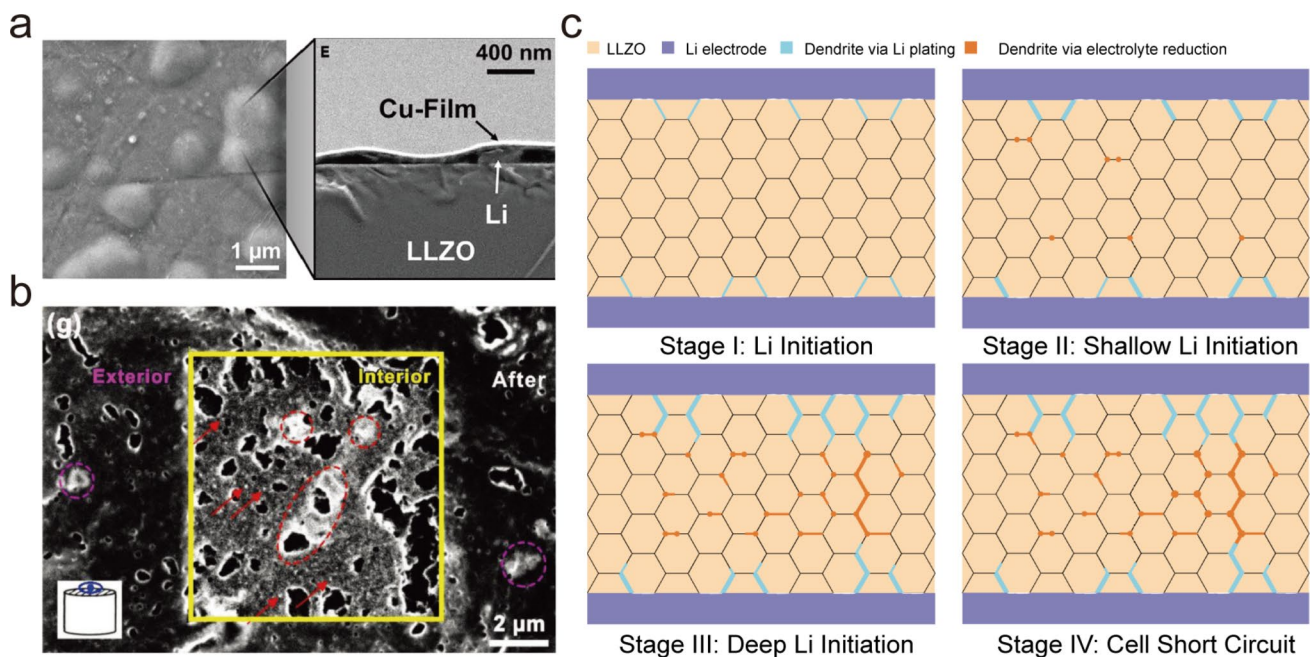 a
E
400 nm
Cu-Film
Li
LLZO
1 µm
b
(g)
Exterior
Interior
After
2 µm
c
LLZO Li electrode Dendrite via Li plating Dendrite via electrolyte reduction
Stage I: Li Initiation
Stage II: Shallow Li Initiation
Stage III: Deep Li Initiation
Stage IV: Cell Short Circuit